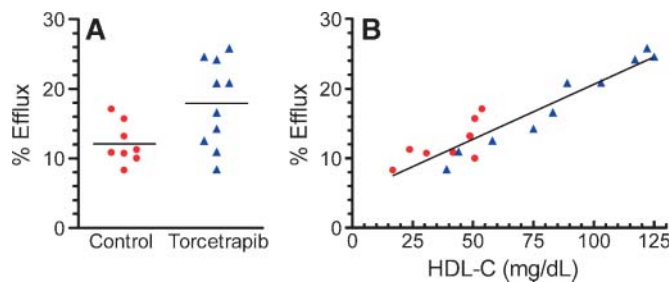 A
% Efflux
30
20
10
0
Control
Torcetrapib
B
% Efflux
30
20
10
0
0
25
50
75
100
125
HDL-C (mg/dL)